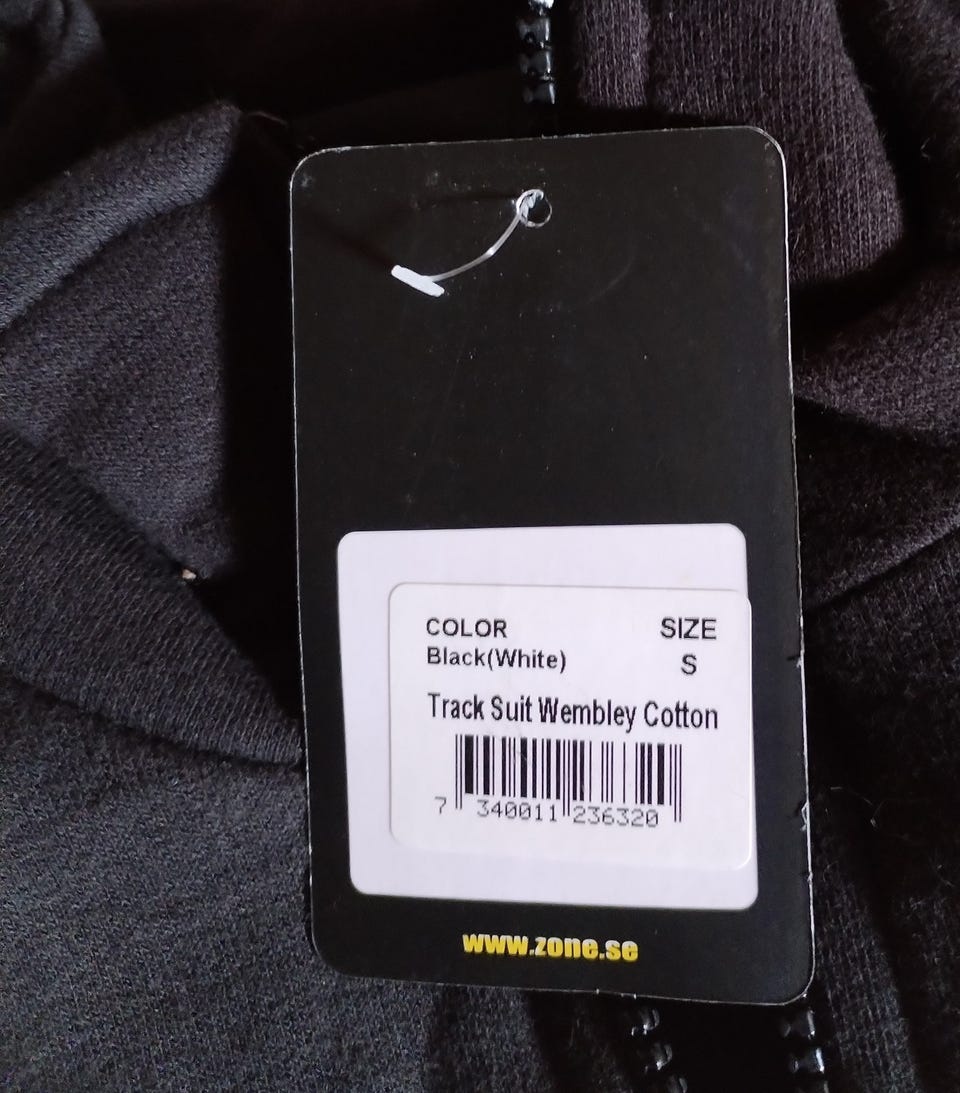 COLOR SIZE
Black(White) S
Track Suit Wembley Cotton
7 340011 236320
www.zone.se